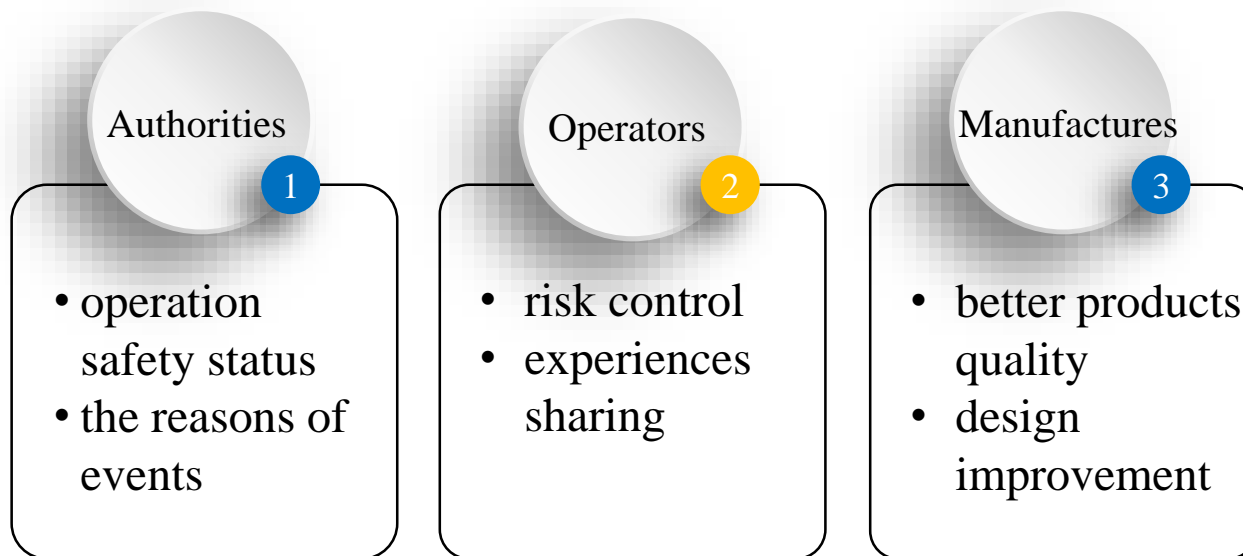 Authorities
1
• operation
safety status
• the reasons of
events
Operators
2
• risk control
• experiences
sharing
Manufactures
3
• better products
quality
• design
improvement